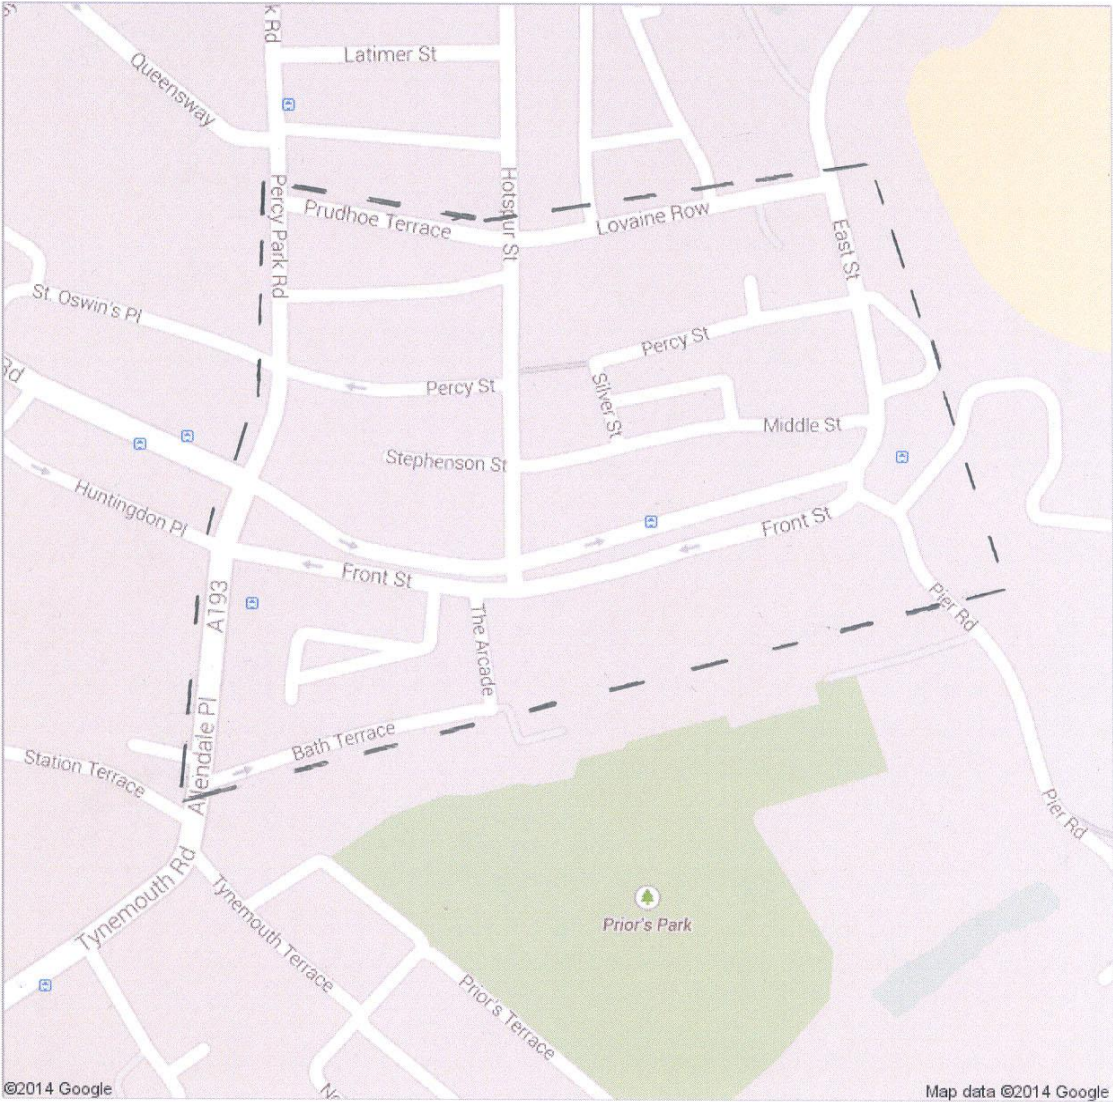 k Rd
Latimer St
Queensway
Percy Park Rd
Hotspur St
Prudhoe Terrace
Lovaine Row
East St
St. Oswin's Pl
Percy St
Rd
Percy St
Silver St
Middle St
Stephenson St
Huntingdon Pl
Front St
Front St
A193
Pier Rd
The Arcade
Allendale Pl
Bath Terrace
Station Terrace
Pier Rd
Tynemouth Rd
Tynemouth Terrace
Prior's Park
Prior's Terrace
©2014 Google
Map data ©2014 Google